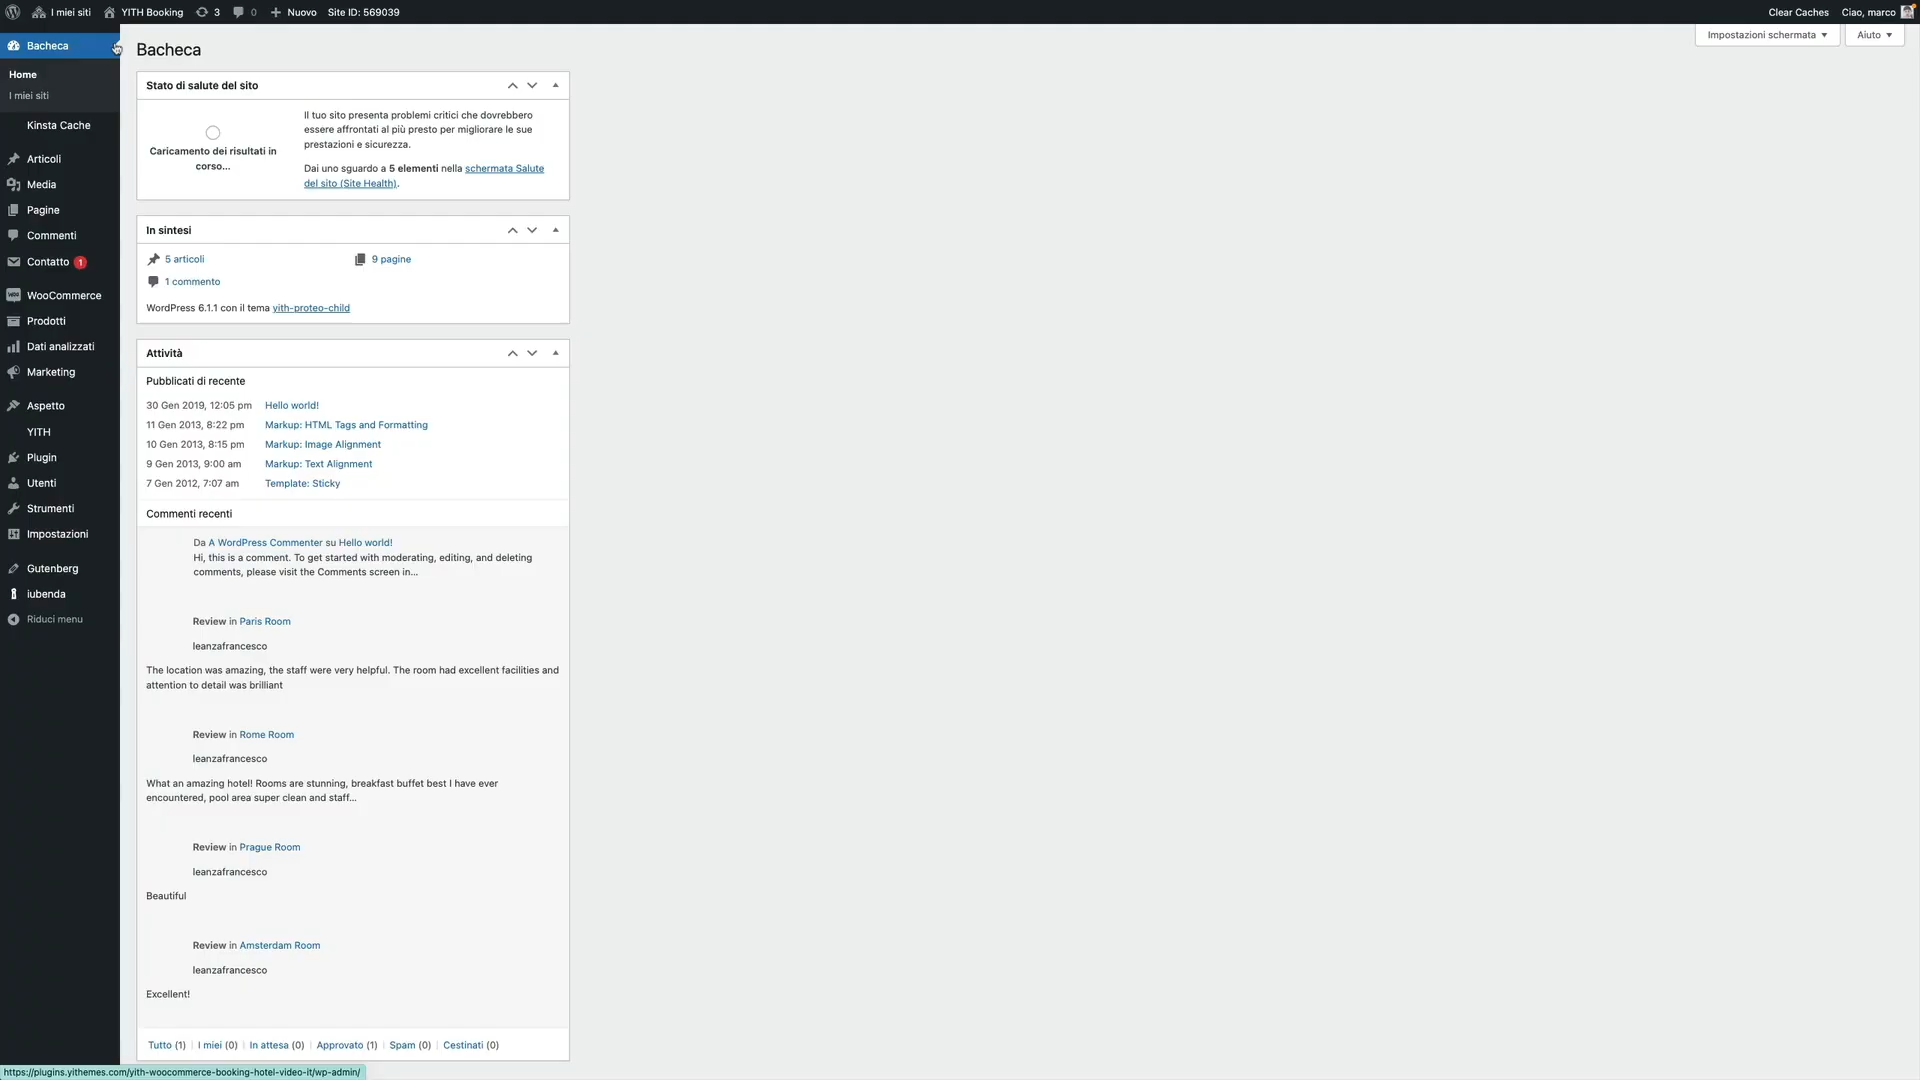 I miei siti
YITH Booking
3
0
Nuovo
Site ID: 569039
Clear Caches
Ciao, marco
Bacheca
Home
I miei siti
Kinsta Cache
Articoli
Media
Pagine
Commenti
Contatto 1
WooCommerce
Prodotti
Dati analizzati
Marketing
Aspetto
YITH
Plugin
Utenti
Strumenti
Impostazioni
Gutenberg
iubenda
Riduci menu
Impostazioni schermata
Aiuto
Bacheca
Stato di salute del sito
Caricamento dei risultati in
corso...
Il tuo sito presenta problemi critici che dovrebbero
essere affrontati al più presto per migliorare le sue
prestazioni e sicurezza.
Dai uno sguardo a 5 elementi nella schermata Salute
del sito (Site Health).
In sintesi
5 articoli
9 pagine
1 commento
WordPress 6.1.1 con il tema yith-proteo-child
Attività
Pubblicati di recente
30 Gen 2019, 12:05 pm Hello world!
11 Gen 2013, 8:22 pm Markup: HTML Tags and Formatting
10 Gen 2013, 8:15 pm Markup: Image Alignment
9 Gen 2013, 9:00 am Markup: Text Alignment
7 Gen 2012, 7:07 am Template: Sticky
Commenti recenti
Da A WordPress Commenter su Hello world!
Hi, this is a comment. To get started with moderating, editing, and deleting
comments, please visit the Comments screen in...
Review in Paris Room
leanzafrancesco
The location was amazing, the staff were very helpful. The room had excellent facilities and
attention to detail was brilliant
Review in Rome Room
leanzafrancesco
What an amazing hotel! Rooms are stunning, breakfast buffet best I have ever
encountered, pool area super clean and staff...
Review in Prague Room
leanzafrancesco
Beautiful
Review in Amsterdam Room
leanzafrancesco
Excellent!
Tutto (1) | I miei (0) | In attesa (0) | Approvato (1) | Spam (0) | Cestinati (0)
https://plugins.yithemes.com/yith-woocommerce-booking-hotel-video-it/wp-admin/